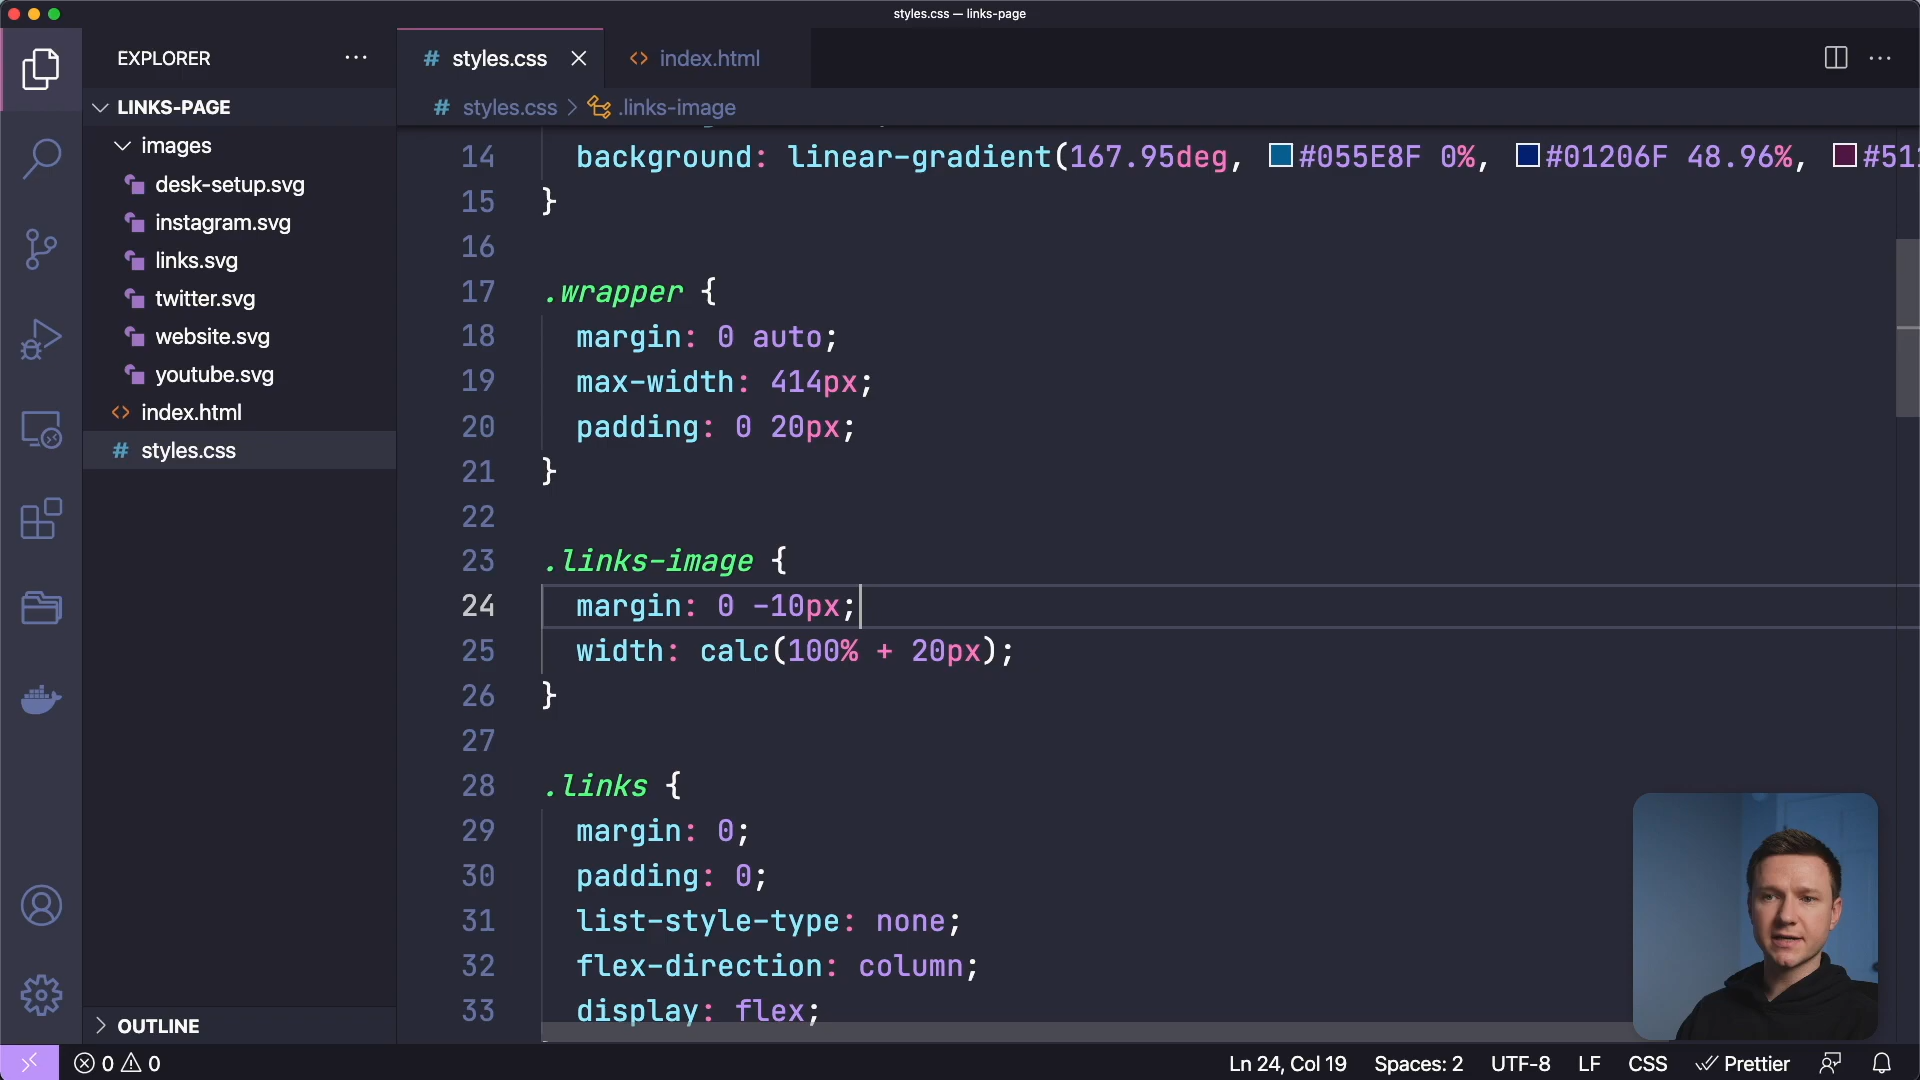 styles.css — links-page
EXPLORER
LINKS-PAGE
images
desk-setup.svg
instagram.svg
links.svg
twitter.svg
website.svg
youtube.svg
index.html
styles.css
OUTLINE
# styles.css
<> index.html
# styles.css > .links-image
14 background: linear-gradient(167.95deg, #055E8F 0%, #01206F 48.96%,
15 }
16
17 .wrapper {
18 margin: 0 auto;
19 max-width: 414px;
20 padding: 0 20px;
21 }
22
23 .links-image {
24 margin: 0 -10px;
25 width: calc(100% + 20px);
26 }
27
28 .links {
29 margin: 0;
30 padding: 0;
31 list-style-type: none;
32 flex-direction: column;
33 display: flex;
0 0
Ln 24, Col 19 Spaces: 2 UTF-8 LF CSS Prettier